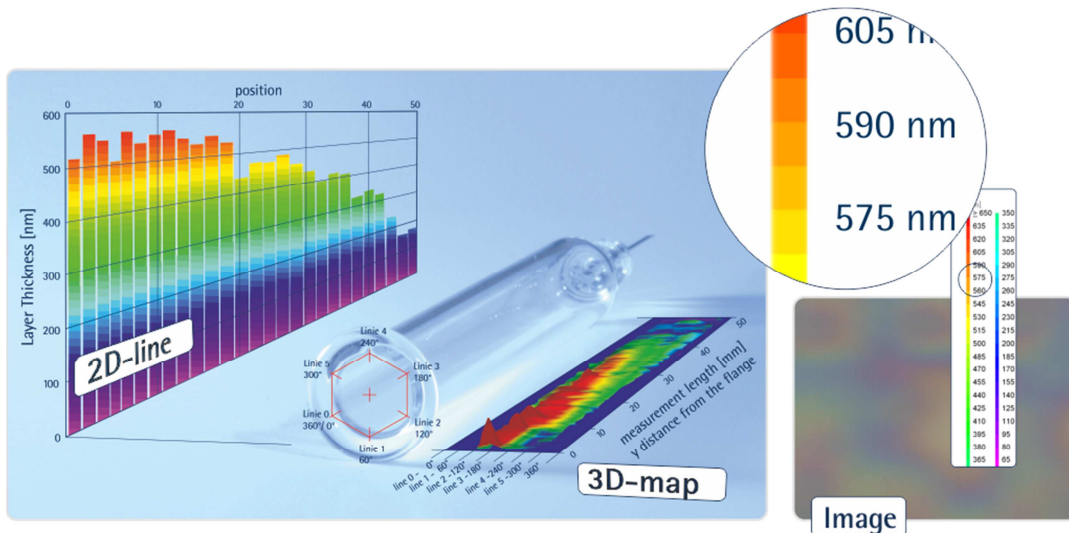 position
0
10
20
30
40
50
600
500
400
300
200
100
0
Layer Thickness [nm]
2D-line
Linie 4
240°
Linie 5
300°
Linie 3
180°
Linie 0
360°/ 0°
Linie 2
120°
Linie 1
60°
line 0 - 0°
line 1 - 60°
line 2 -120°
line 3 -180°
line 4 -240°
line 5 -300°
360°
0
10
20
30
40
50
measurement length [mm]
y distance from the flange
3D-map
605 nm
590 nm
575 nm
650 350
635 335
620 320
605 305
590 290
575 275
560 260
545 245
530 230
515 215
500 200
485 185
470 170
455 155
440 140
425 125
410 110
395 95
380 80
365 65
Image